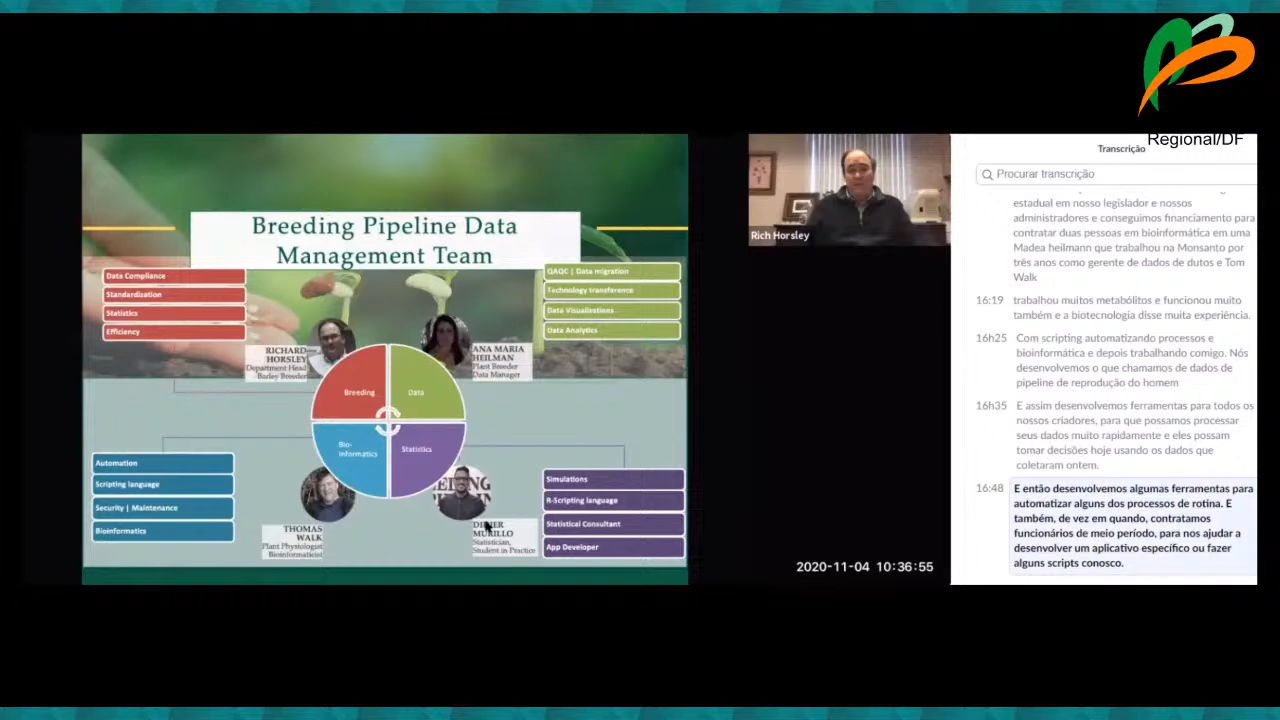 Regional/DF
Breeding Pipeline Data
Management Team
Data Compliance
Standardization
Statistics
Efficiency
QAQC | Data migration
Technology transference
Data Visualizations
Data Analytics
RICHARD
HORSLEY
Department Head
Barley Breeder
ANA MARIA
HEILMAN
Plant Breeder
Data Manager
Breeding
Data
Bio-
informatics
Statistics
Automation
Scripting language
Security | Maintenance
Bioinformatics
Simulations
R-Scripting language
Statistical Consultant
App Developer
THOMAS
WALK
Plant Physiologist
Bioinformaticist
MURILLO
Statistician,
Student in Practice
Rich Horsley
2020-11-04 10:36:55
Transcrição
Procurar transcrição
estadual em nosso legislador e nossos
administradores e conseguimos financiamento para
contratar duas pessoas em bioinformática em uma
Madea heilmann que trabalhou na Monsanto por
três anos como gerente de dados de dutos e Tom
Walk
16:19 trabalhou muitos metabólitos e funcionou muito
também e a biotecnologia disse muita experiência.
16h25 Com scripting automatizando processos e
bioinformática e depois trabalhando comigo. Nós
desenvolvemos o que chamamos de dados de
pipeline de reprodução do homem
16h35 E assim desenvolvemos ferramentas para todos os
nossos criadores, para que possamos processar
seus dados muito rapidamente e eles possam
tomar decisões hoje usando os dados que
coletaram ontem.
16:48 E então desenvolvemos algumas ferramentas para
automatizar alguns dos processos de rotina. E
também, de vez em quando, contratamos
funcionários de meio período, para nos ajudar a
desenvolver um aplicativo específico ou fazer
alguns scripts conosco.